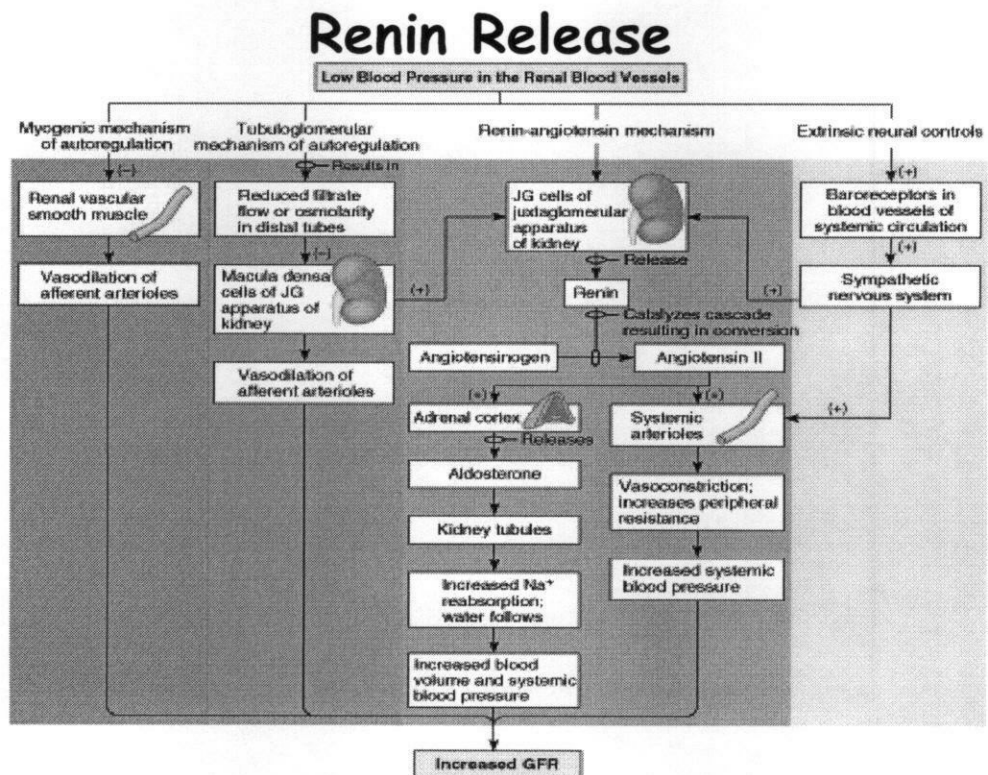 Renin Release
Low Blood Pressure in the Renal Blood Vessels
Myogenic mechanism
of autoregulation
Tubuloglomerular
mechanism of autoregulation
Renin-angiotensin mechanism
Extrinsic neural controls
(–)
Results in
(+)
Renal vascular
smooth muscle
Reduced filtrate
flow or osmolarity
in distal tubes
JG cells of
juxtaglomerular
apparatus
of kidney
Baroreceptors in
blood vessels of
systemic circulation
(–)
Release
(+)
Vasodilation of
afferent arterioles
Macula densa
cells of JG
apparatus of
kidney
(+)
Renin
(+)
Sympathetic
nervous system
Catalyzes cascade
resulting in conversion
Angiotensinogen
Angiotensin II
Vasodilation of
afferent arterioles
(+)
(+)
(+)
Adrenal cortex
Systemic
arterioles
Releases
Aldosterone
Vasoconstriction;
increases peripheral
resistance
Kidney tubules
Increased systemic
blood pressure
Increased Na⁺
reabsorption;
water follows
Increased blood
volume and systemic
blood pressure
Increased GFR